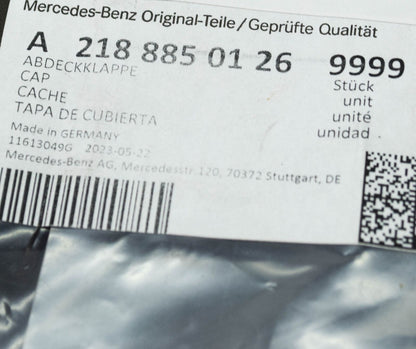 Mercedes-Benz Original-Teile/Geprüfte Qualität
A 218 885 01 26 9999
ABDECKKLAPPE Stück
CAP unit
CACHE unité
TAPA DE CUBIERTA unidad .
Made in GERMANY
11613049G 2023-05-22
Mercedes-Benz AG, Mercedesstr.120, 70372 Stuttgart, DE